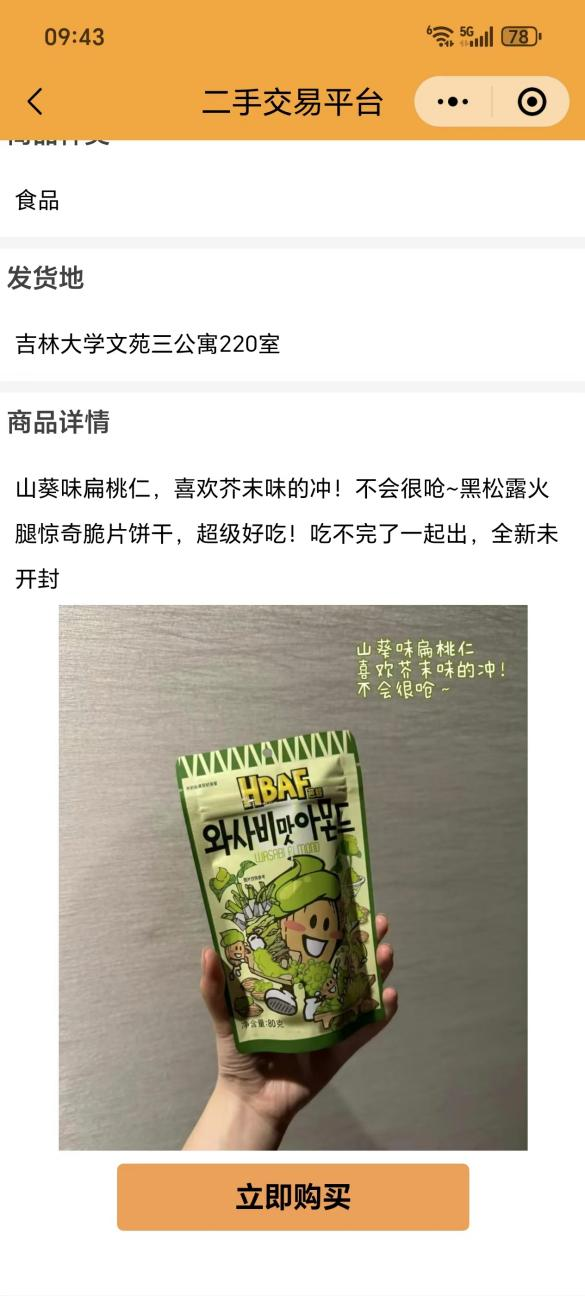 09:43
5G
78
二手交易平台
食品
发货地
吉林大学文苑三公寓220室
商品详情
山葵味扁桃仁，喜欢芥末味的冲！不会很呛~黑松露火
腿惊奇脆片饼干，超级好吃！吃不完了一起出，全新未
开封
山葵味扁桃仁
喜欢芥末味的冲！
不会很呛~
HBAF
와사비맛아몬드
WASABI ALMOND
净含量:80克
立即购买